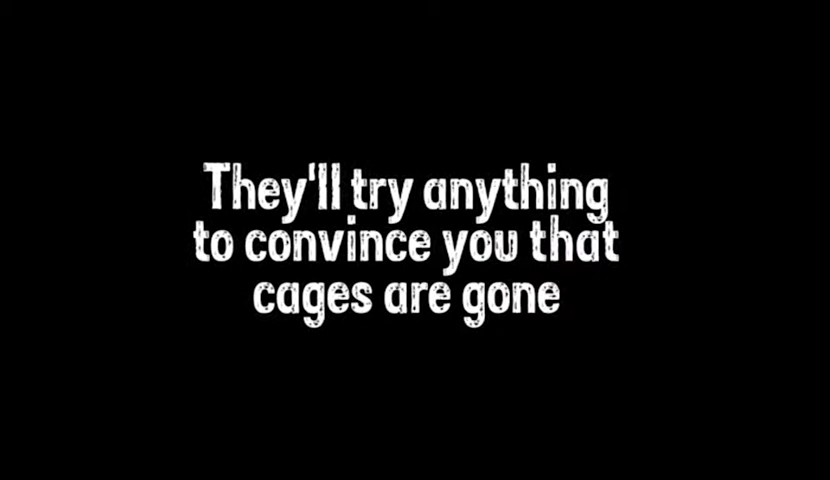 They'll try anything
to convince you that
cages are gone